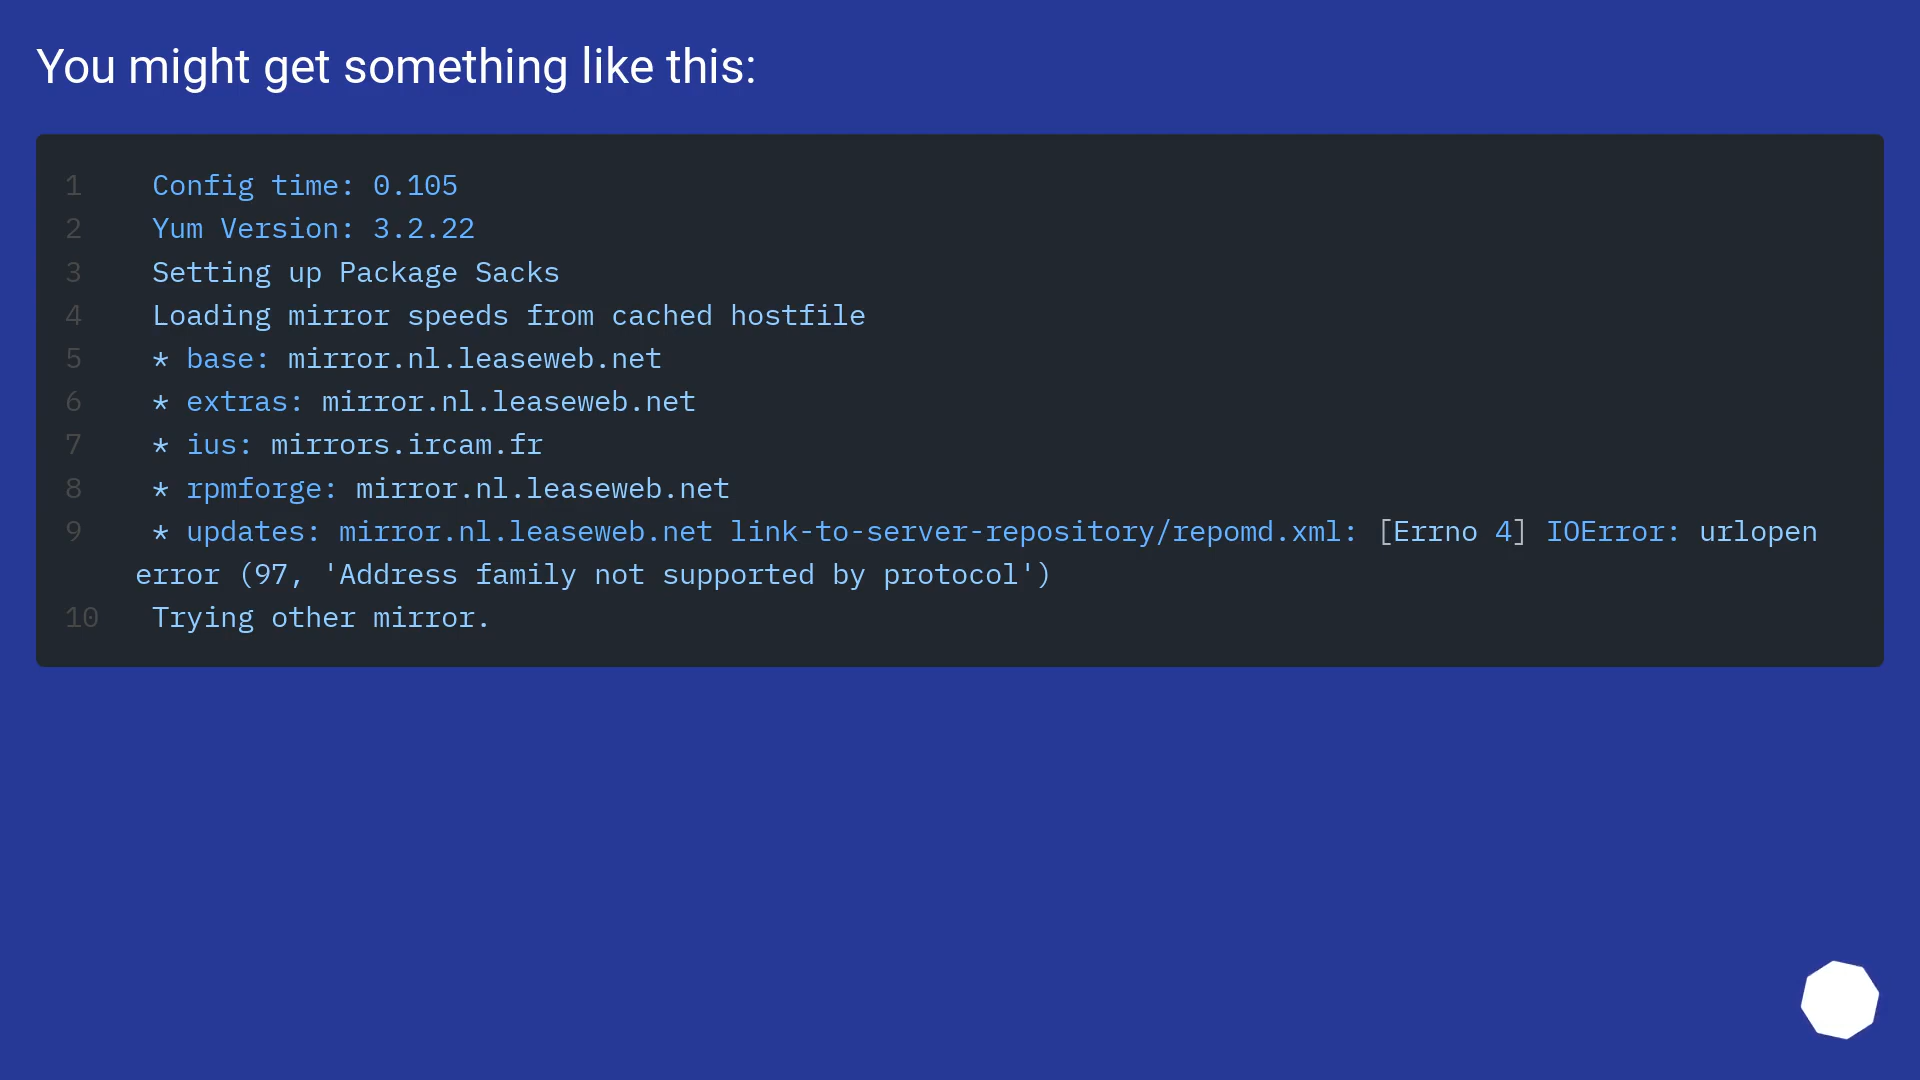 You might get something like this:
1 Config time: 0.105
2 Yum Version: 3.2.22
3 Setting up Package Sacks
4 Loading mirror speeds from cached hostfile
5 * base: mirror.nl.leaseweb.net
6 * extras: mirror.nl.leaseweb.net
7 * ius: mirrors.ircam.fr
8 * rpmforge: mirror.nl.leaseweb.net
9 * updates: mirror.nl.leaseweb.net link-to-server-repository/repomd.xml: [Errno 4] IOError: urlopen
error (97, 'Address family not supported by protocol')
10 Trying other mirror.